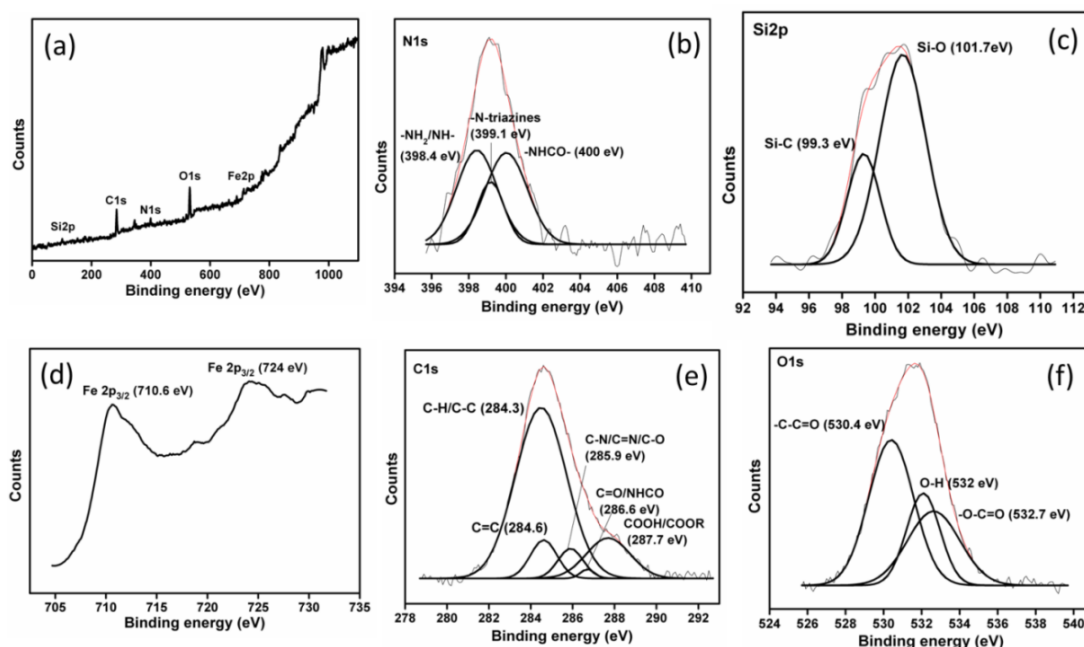 (a)
Counts
Si2p
C1s
N1s
O1s
Fe2p
0 200 400 600 800 1000
Binding energy (eV)
N1s
(b)
Counts
-N-triazines
(399.1 eV)
-NH2/NH-
(398.4 eV)
-NHCO- (400 eV)
394 396 398 400 402 404 406 408 410
Binding energy (eV)
Si2p
(c)
Counts
Si-O (101.7eV)
Si-C (99.3 eV)
92 94 96 98 100 102 104 106 108 110 112
Binding energy (eV)
(d)
Counts
Fe 2p3/2 (710.6 eV)
Fe 2p3/2 (724 eV)
705 710 715 720 725 730 735
Binding energy (eV)
C1s
(e)
Counts
C-H/C-C (284.3)
C-N/C=N/C-O
(285.9 eV)
C=O/NHCO
(286.6 eV)
COOH/COOR
(287.7 eV)
C=C (284.6)
278 280 282 284 286 288 290 292
Binding energy (eV)
O1s
(f)
Counts
-C-C=O (530.4 eV)
O-H (532 eV)
-O-C=O (532.7 eV)
524 526 528 530 532 534 536 538 540
Binding energy (eV)